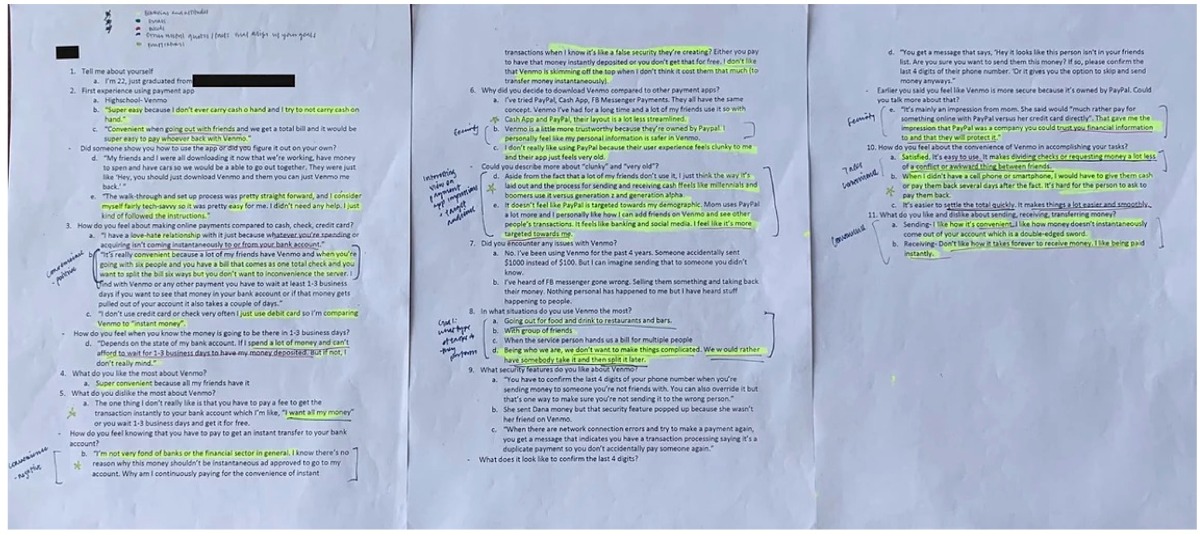 1. Tell me about yourself
a. I'm 22, just graduated from
2. First experience using payment app
a. Highschool- Venmo
b. "Super easy because I don't ever carry cash o hand and I try to not carry cash on
hand."
c. "Convenient when going out with friends and we get a total bill and it would be
super easy to pay whoever back with Venmo."
- Did someone show you how to use the app or did you figure it out on your own?
d. "My friends and I were all downloading it now that we're working, have money
to spend and have cars so we would be able to go out together. They were just
like 'Hey, you should just download Venmo and them you can just Venmo me
back.' "
e. "The walk-through and set up process was pretty straight forward, and I consider
myself fairly tech-savvy so it was pretty easy for me. I didn't need any help. I just
kind of followed the instructions."
3. How do you feel about making online payments compared to cash, check, credit card?
a. "I have a love-hate relationship with it just because whatever you're spending or
acquiring isn't coming instantaneously to or from your bank account."
Convenience
- positive
b. "It's really convenient because a lot of my friends have Venmo and when you're
going with six people and you have a bill that comes as one total check and you
want to split the bill six ways but you don't want to inconvenience the server. I
find with Venmo or any other payment you have to wait at least 1-3 business
days if you want to see that money in your bank account or if that money gets
pulled out of your account it also takes a couple of days."
c. "I don't use credit card or check very often I just use debit card so I'm comparing
Venmo to "instant money".
- How do you feel when you know the money is going to be there in 1-3 business days?
d. "Depends on the state of my bank account. If I spend a lot of money and can't
afford to wait for 1-3 business days to have my money deposited. But if not, I
don't really mind."
4. What do you like the most about Venmo?
a. Super convenient because all my friends have it
5. What do you dislike the most about Venmo?
a. The one thing I don't really like is that you have to pay a fee to get the
transaction instantly to your bank account which I'm like, "I want all my money"
or you wait 1-3 business days and get it for free.
- How do you feel knowing that you have to pay to get an instant transfer to your bank
account?
Convenience
- negative
b. "I'm not very fond of banks or the financial sector in general. I know there's no
reason why this money shouldn't be instantaneous ad approved to go to my
account. Why am I continuously paying for the convenience of instant
transactions when I know it's like a false security they're creating? Either you pay
to have that money instantly deposited or you don't get that for free. I don't like
that Venmo is skimming off the top when I don't think it cost them that much (to
transfer money instantaneously)
6. Why did you decide to download Venmo compared to other payment apps?
a. I've tried PayPal, Cash App, FB Messenger Payments. They all have the same
concept. Venmo I've had for a long time and a lot of my friends use it so with
Cash App and PayPal, their layout is a lot less streamlined.
Security
b. Venmo is a little more trustworthy because they're owned by Paypal. I
personally feel like my personal information is safer in Venmo.
c. I don't really like using PayPal because their user experience feels clunky to me
and their app just feels very old.
- Could you describe more about "clunky" and "very old"?
Interesting
view on
payment
app impressions
+ target
audience
d. Aside from the fact that a lot of my friends don't use it, I just think the way it's
laid out and the process for sending and receiving cash feels like millennials and
boomers use it versus generation z and generation alpha.
e. It doesn't feel like PayPal is targeted towards my demographic. Mom uses PayPal
a lot more and I personally like how I can add friends on Venmo and see other
people's transactions. It feels like banking and social media. I feel like it's more
targeted towards me.
7. Did you encounter any issues with Venmo?
a. No. I've been using Venmo for the past 4 years. Someone accidentally sent
$1000 instead of $100. But I can imagine sending that to someone you didn't
know.
b. I've heard of FB messenger gone wrong. Selling them something and taking back
their money. Nothing personal has happened to me but I have heard stuff
happening to people.
8. In what situations do you use Venmo the most?
a. Going out for food and drink to restaurants and bars.
b. With group of friends
c. When the service person hands us a bill for multiple people
d. Being who we are, we don't want to make things complicated. We w ould rather
have somebody take it and then split it later.
9. What security features do you like about Venmo?
a. "You have to confirm the last 4 digits of your phone number when you're
sending money to someone you're not friends with. You can also override it but
that's one way to make sure you're not sending it to the wrong person."
b. She sent Dana money but that security feature popped up because she wasn't
her friend on Venmo.
c. "When there are network connection errors and try to make a payment again,
you get a message that indicates you have a transaction processing saying it's a
duplicate payment so you don't accidentally pay someone again."
- What does it look like to confirm the last 4 digits?
d. "You get a message that says, 'Hey it looks like this person isn't in your friends
list. Are you sure you want to send them this money? If so, please confirm the
last 4 digits of their phone number. 'Or it gives you the option to skip and send
money anyways."
- Earlier you said you feel like Venmo is more secure because it's owned by PayPal. Could
you talk more about that?
Security
e. "It's mainly an impression from mom. She said would "much rather pay for
something online with PayPal versus her credit card directly". That gave me the
impression that PayPal was a company you could trust you financial information
to and that they will protect it."
10. How do you feel about the convenience of Venmo in accomplishing your tasks?
a. Satisfied. It's easy to use. It makes dividing checks or requesting money a lot less
of a conflict or awkward thing between friends.
b. When I didn't have a cell phone or smartphone, I would have to give them cash
or pay them back several days after the fact. It's hard for the person to ask to
pay them back.
c. It's easier to settle the total quickly. It makes things a lot easier and smoothly.
11. What do you like and dislike about sending, receiving, transferring money?
Convenience
a. Sending- I like how it's convenient. I like how money doesn't instantaneously
come out of your account which is a double-edged sword.
b. Receiving- Don't like how it takes forever to receive money. I like being paid
instantly.